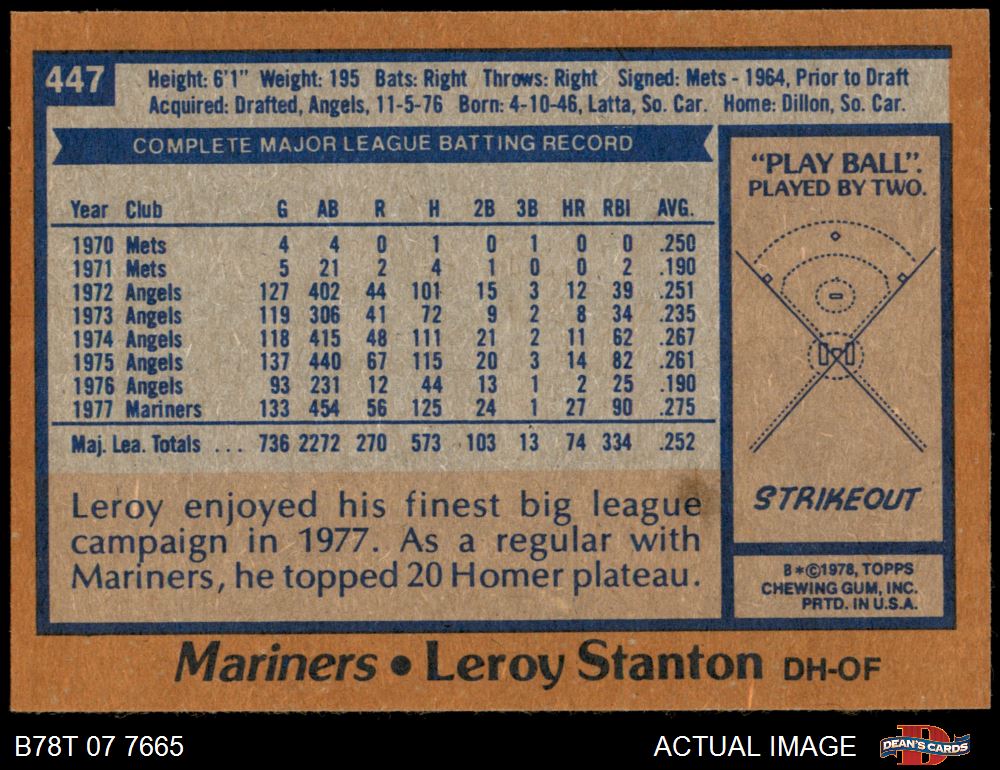 447
Height: 6'1" Weight: 195 Bats: Right Throws: Right Signed: Mets - 1964, Prior to Draft
Acquired: Drafted, Angels, 11-5-76 Born: 4-10-46, Latta, So. Car. Home: Dillon, So. Car.
COMPLETE MAJOR LEAGUE BATTING RECORD
Year Club G AB R H 2B 3B HR RBI AVG.
1970 Mets 4 4 0 1 0 1 0 0 .250
1971 Mets 5 21 2 4 1 0 0 2 .190
1972 Angels 127 402 44 101 15 3 12 39 .251
1973 Angels 119 306 41 72 9 2 8 34 .235
1974 Angels 118 415 48 111 21 2 11 62 .267
1975 Angels 137 440 67 115 20 3 14 82 .261
1976 Angels 93 231 12 44 13 1 2 25 .190
1977 Mariners 133 454 56 125 24 1 27 90 .275
Maj. Lea. Totals ... 736 2272 270 573 103 13 74 334 .252
Leroy enjoyed his finest big league
campaign in 1977. As a regular with
Mariners, he topped 20 Homer plateau.
"PLAY BALL".
PLAYED BY TWO.
STRIKEOUT
B*©1978, TOPPS
CHEWING GUM, INC.
PRTD. IN U.S.A.
Mariners • Leroy Stanton DH-OF
B78T 07 7665
ACTUAL IMAGE
D
DEAN'S CARDS